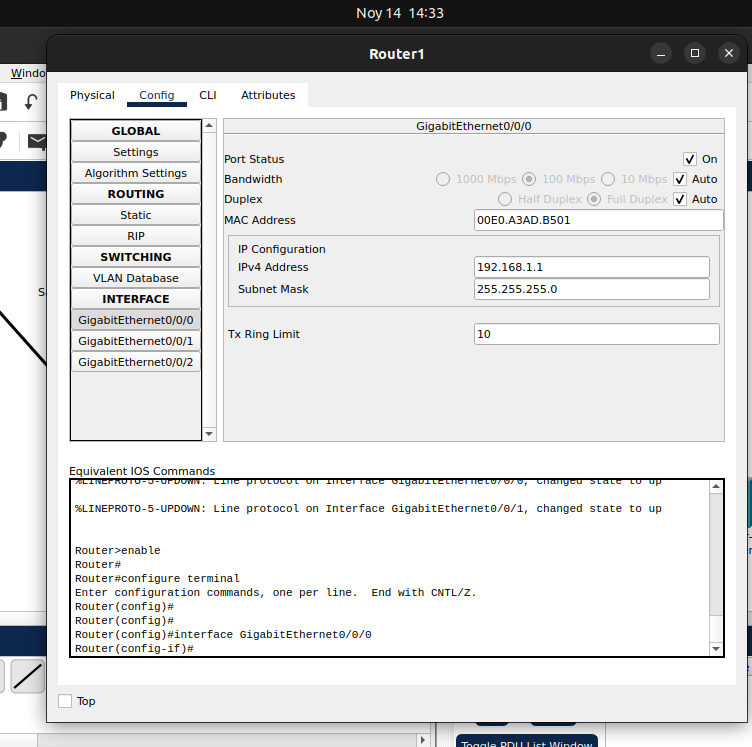 Noy 14 14:33
Router1
Windo
Physical
Config
CLI
Attributes
GLOBAL
Settings
Algorithm Settings
ROUTING
Static
RIP
SWITCHING
VLAN Database
INTERFACE
GigabitEthernet0/0/0
GigabitEthernet0/0/1
GigabitEthernet0/0/2
GigabitEthernet0/0/0
Port Status
On
Bandwidth
1000 Mbps
100 Mbps
10 Mbps
Auto
Duplex
Half Duplex
Full Duplex
Auto
MAC Address
00E0.A3AD.B501
IP Configuration
IPv4 Address
192.168.1.1
Subnet Mask
255.255.255.0
Tx Ring Limit
10
Equivalent IOS Commands
%LINEPROTO-5-UPDOWN: Line protocol on Interface GigabitEthernet0/0/0, changed state to up
%LINEPROTO-5-UPDOWN: Line protocol on Interface GigabitEthernet0/0/1, changed state to up
Router>enable
Router#
Router#configure terminal
Enter configuration commands, one per line.  End with CNTL/Z.
Router(config)#
Router(config)#
Router(config)#interface GigabitEthernet0/0/0
Router(config-if)#
Top
Toggle PDU List Window